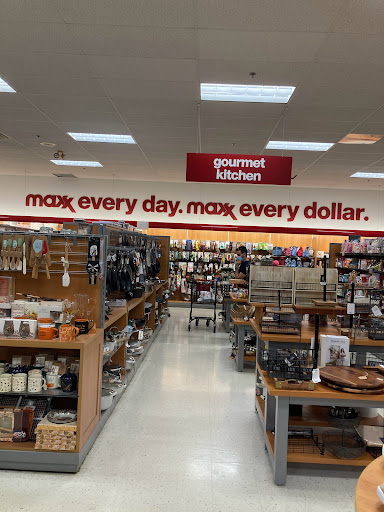 gourmet
kitchen
maxx every day. maxx every dollar.